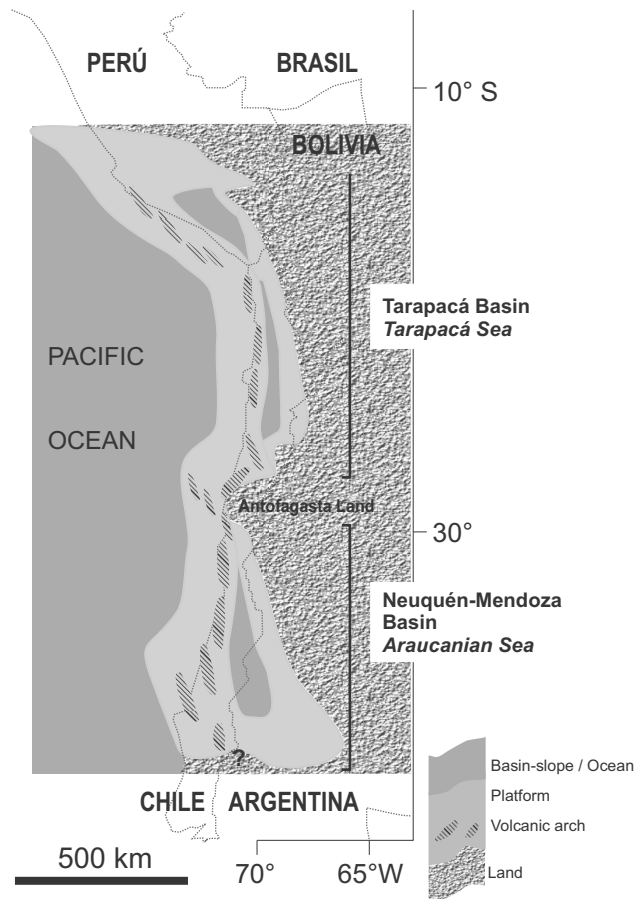 PERÚ
BRASIL
10° S
BOLIVIA
Tarapacá Basin
Tarapacá Sea
PACIFIC
OCEAN
Antofagasta Land
30°
Neuquén-Mendoza
Basin
Araucanian Sea
?
Basin-slope / Ocean
Platform
Volcanic arch
Land
CHILE
ARGENTINA
500 km
70°
65°W